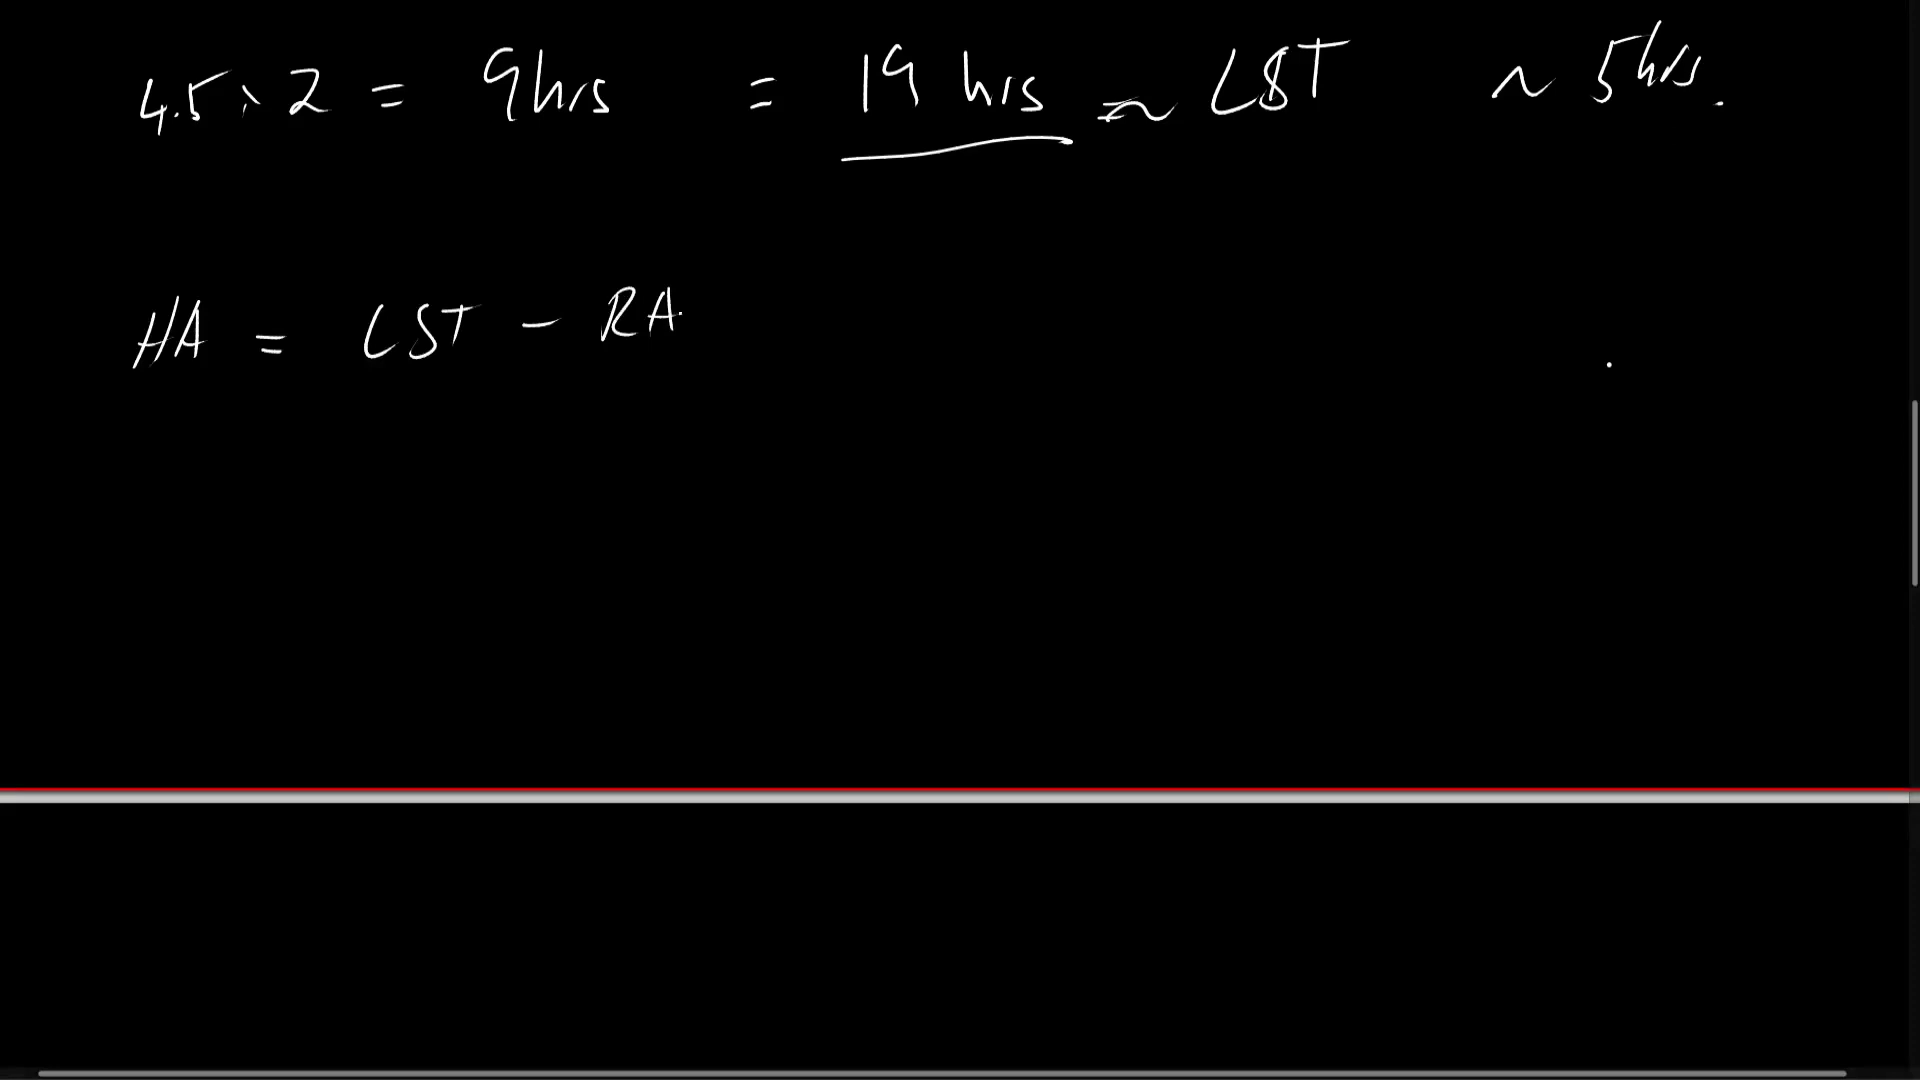 4.5 × 2 = 9hrs = 19 hrs ≈ LST ~ 5hrs.
HA = LST - RA